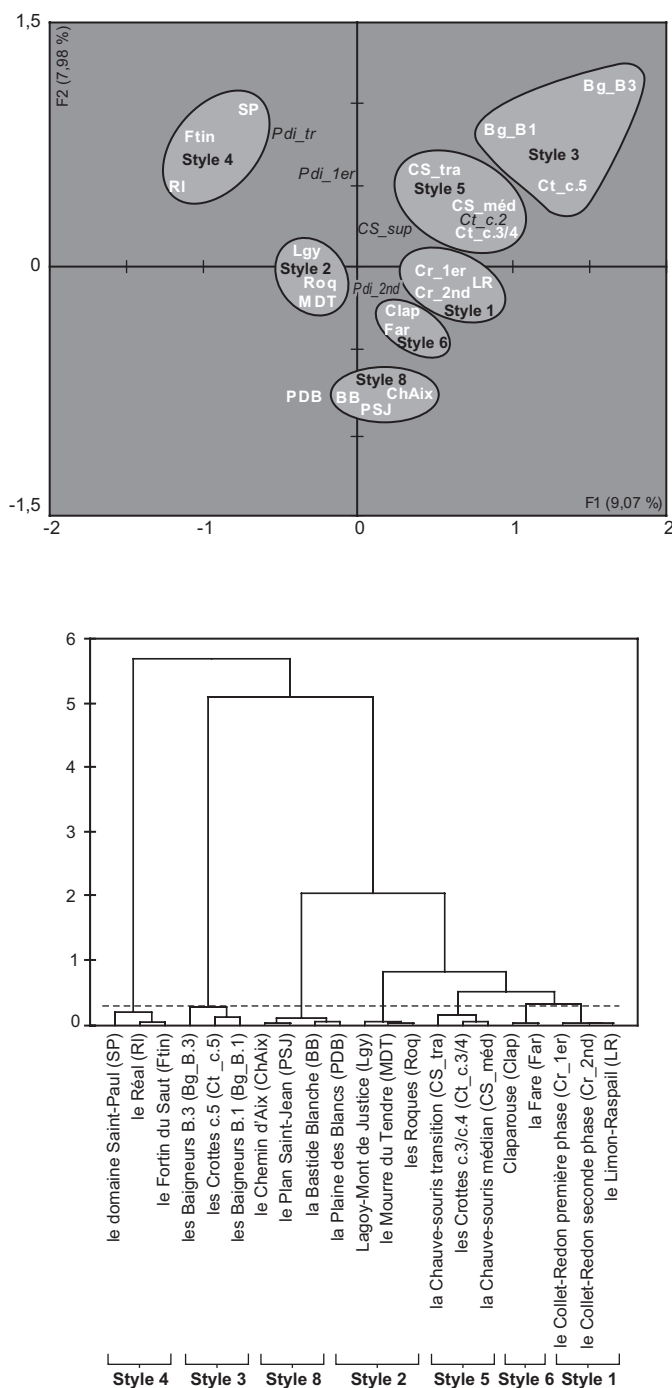 1,5
F2 (7,98 %)
Bg_B3
SP
Pdi_tr
Bg_B1
Ftin
Style 4
Style 3
Pdi_1er
CS_tra
RI
Style 5
Ct_c.5
CS_méd
Ct_c.2
CS_sup
Ct_c.3/4
Lgy
0
Style 2
Cr_1er
Roq
Pdi_2nd
Cr_2nd
LR
MDT
Clap
Style 1
Far
Style 6
Style 8
PDB
BB
ChAix
PSJ
-1,5
F1 (9,07 %)
-2
-1
0
1
2
6
5
4
3
2
1
0
le domaine Saint-Paul (SP)
le Réal (RI)
le Fortin du Saut (Ftin)
les Baigneurs B.3 (Bg_B.3)
les Crottes c.5 (Ct _c.5)
les Baigneurs B.1 (Bg_B.1)
le Chemin d'Aix (ChAix)
le Plan Saint-Jean (PSJ)
la Bastide Blanche (BB)
la Plaine des Blancs (PDB)
Lagoy-Mont de Justice (Lgy)
le Mourre du Tendre (MDT)
les Roques (Roq)
la Chauve-souris transition (CS_tra)
les Crottes c.3/c.4 (Ct_c.3/4)
la Chauve-souris médian (CS_méd)
Claparouse (Clap)
la Fare (Far)
le Collet-Redon première phase (Cr_1er)
le Collet-Redon seconde phase (Cr_2nd)
le Limon-Raspail (LR)
Style 4
Style 3
Style 8
Style 2
Style 5
Style 6
Style 1